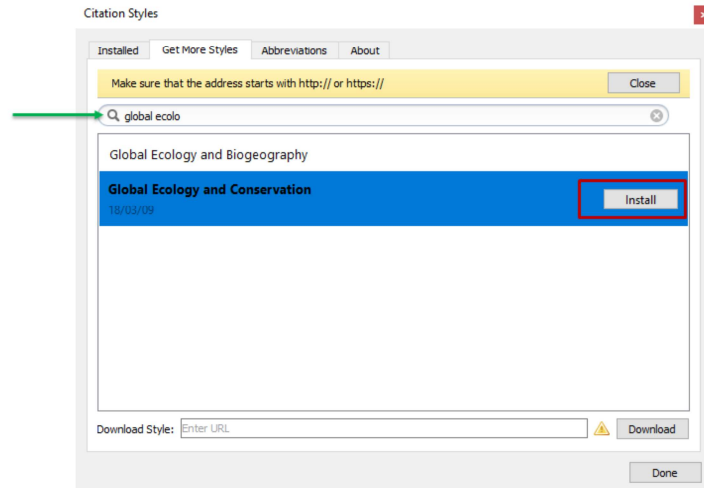 Citation Styles
Installed Get More Styles Abbreviations About
Make sure that the address starts with http:// or https:// Close
global ecolo
Global Ecology and Biogeography
Global Ecology and Conservation
Install
18/03/09
Download Style: Enter URL Download
Done